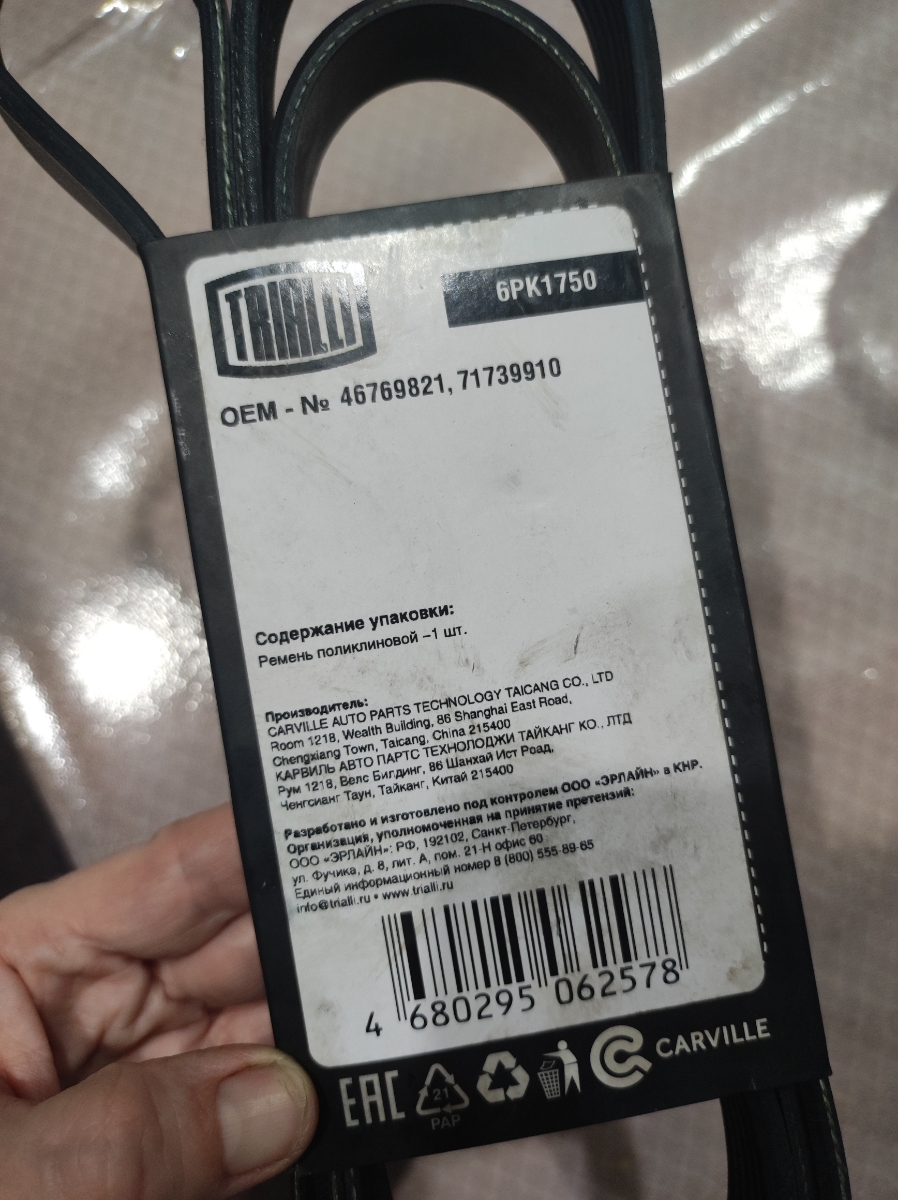 TRIALLI
6PK1750
OEM - № 46769821, 71739910
Содержание упаковки:
Ремень поликлиновой –1 шт.
Производитель:
CARVILLE AUTO PARTS TECHNOLOGY TAICANG CO., LTD
Room 1218, Wealth Building, 86 Shanghai East Road,
Chengxiang Town, Taicang, China 215400
КАРВИЛЬ АВТО ПАРТС ТЕХНОЛОДЖИ ТАЙКАНГ КО., ЛТД
Рум 1218, Велс Билдинг, 86 Шанхай Ист Роад,
Ченгсианг Таун, Тайканг, Китай 215400
Разработано и изготовлено под контролем ООО «ЭРЛАЙН» в КНР.
Организация, уполномоченная на принятие претензий:
ООО «ЭРЛАЙН»: РФ, 192102, Санкт-Петербург,
ул. Фучика, д. 8, лит. А, пом. 21-Н офис 60
Единый информационный номер 8 (800) 555-89-65
info@trialli.ru • www.trialli.ru
4 680295 062578
EAC
21
PAP
CARVILLE